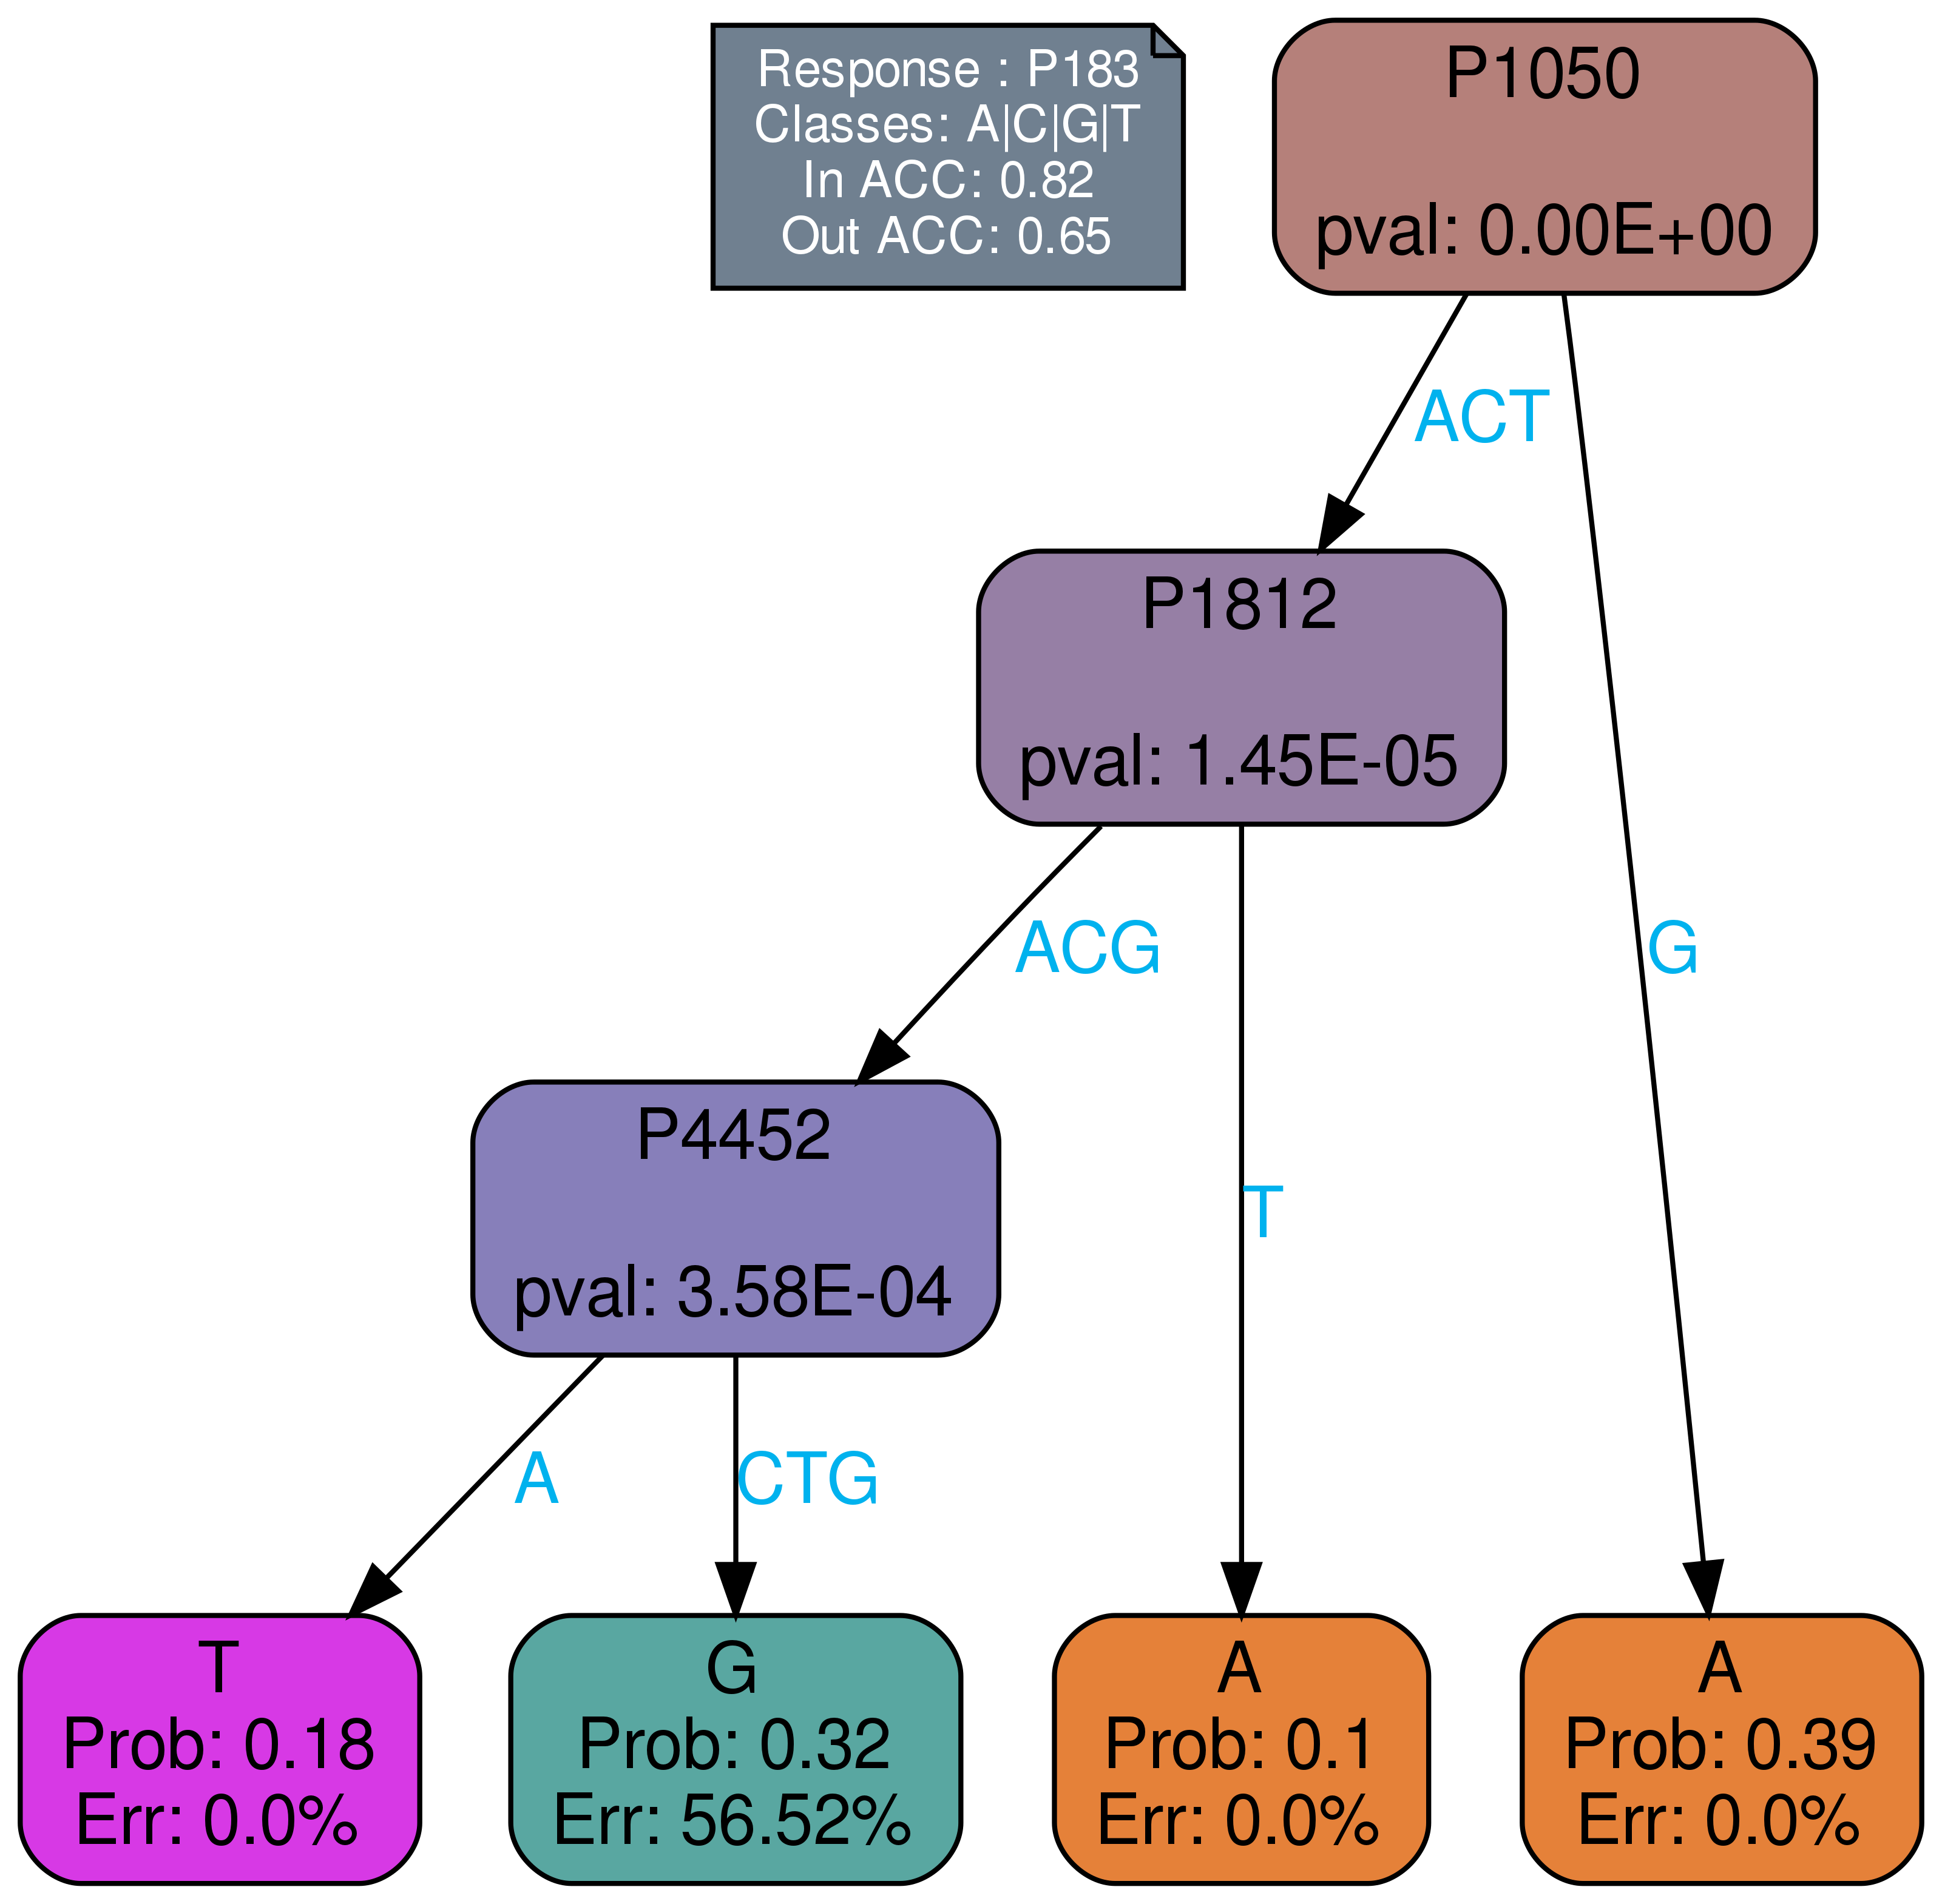 Response : P183
Classes: A|C|G|T
In ACC: 0.82
Out ACC: 0.65
P1050
pval: 0.00E+00
ACT
G
P1812
pval: 1.45E-05
ACG
T
P4452
pval: 3.58E-04
A
CTG
T
Prob: 0.18
Err: 0.0%
G
Prob: 0.32
Err: 56.52%
A
Prob: 0.1
Err: 0.0%
A
Prob: 0.39
Err: 0.0%